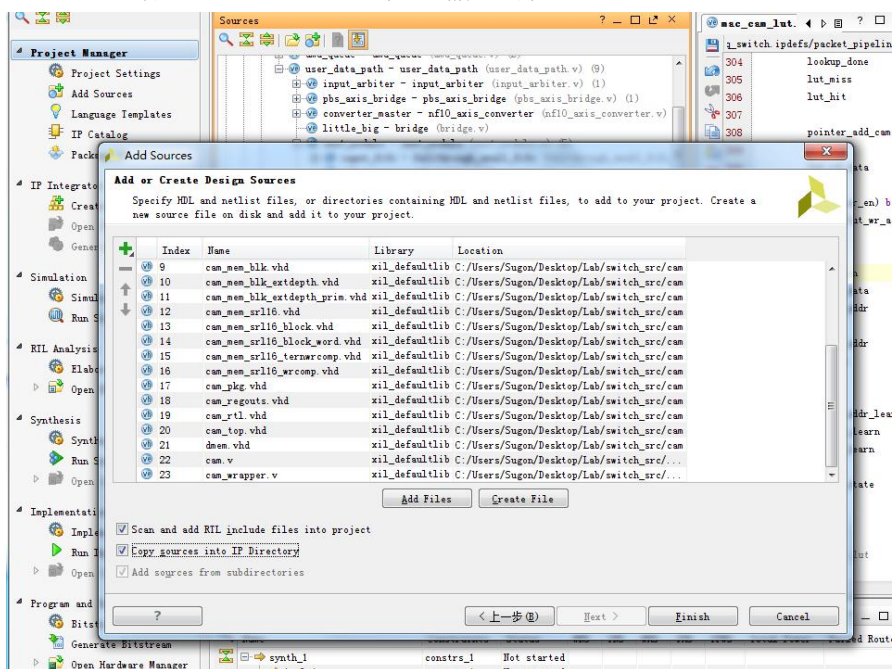 Sources
mac_cam_lut.
Project Manager
Project Settings
Add Sources
Language Templates
IP Catalog
user_data_path - user_data_path (user_data_path.v) (9)
input_arbiter - input_arbiter (input_arbiter.v) (1)
pbs_axis_bridge - pbs_axis_bridge (pbs_axis_bridge.v) (1)
converter_master - nf10_axis_converter (nf10_axis_converter.v)
little_big - bridge (bridge.v)
304 lookup_done
305 lut_miss
306 lut_hit
307
308 pointer_add_cam
Add Sources
Add or Create Design Sources
Specify HDL and netlist files, or directories containing HDL and netlist files, to add to your project. Create a
new source file on disk and add it to your project.
Index Name Library Location
9 cam_mem_blk.vhd xil_defaultlib C:/Users/Sugon/Desktop/Lab/switch_src/cam
10 cam_mem_blk_extdepth.vhd xil_defaultlib C:/Users/Sugon/Desktop/Lab/switch_src/cam
11 cam_mem_blk_extdepth_prim.vhd xil_defaultlib C:/Users/Sugon/Desktop/Lab/switch_src/cam
12 cam_mem_srl16.vhd xil_defaultlib C:/Users/Sugon/Desktop/Lab/switch_src/cam
13 cam_mem_srl16_block.vhd xil_defaultlib C:/Users/Sugon/Desktop/Lab/switch_src/cam
14 cam_mem_srl16_block_word.vhd xil_defaultlib C:/Users/Sugon/Desktop/Lab/switch_src/cam
15 cam_mem_srl16_ternwrcomp.vhd xil_defaultlib C:/Users/Sugon/Desktop/Lab/switch_src/cam
16 cam_mem_srl16_wrcomp.vhd xil_defaultlib C:/Users/Sugon/Desktop/Lab/switch_src/cam
17 cam_pkg.vhd xil_defaultlib C:/Users/Sugon/Desktop/Lab/switch_src/cam
18 cam_regouts.vhd xil_defaultlib C:/Users/Sugon/Desktop/Lab/switch_src/cam
19 cam_rtl.vhd xil_defaultlib C:/Users/Sugon/Desktop/Lab/switch_src/cam
20 cam_top.vhd xil_defaultlib C:/Users/Sugon/Desktop/Lab/switch_src/cam
21 dmem.vhd xil_defaultlib C:/Users/Sugon/Desktop/Lab/switch_src/cam
22 cam.v xil_defaultlib C:/Users/Sugon/Desktop/Lab/switch_src/...
23 cam_wrapper.v xil_defaultlib C:/Users/Sugon/Desktop/Lab/switch_src/...
Add Files Create File
Scan and add RTL include files into project
Copy sources into IP Directory
Add sources from subdirectories
? <上一步(B) Next > Finish Cancel
Simulation
RTL Analysis
Open
Synthesis
Open
Open
Program and
Generate Bitstream
Open Hardware Manager
synth_1 constrs_1 Not started